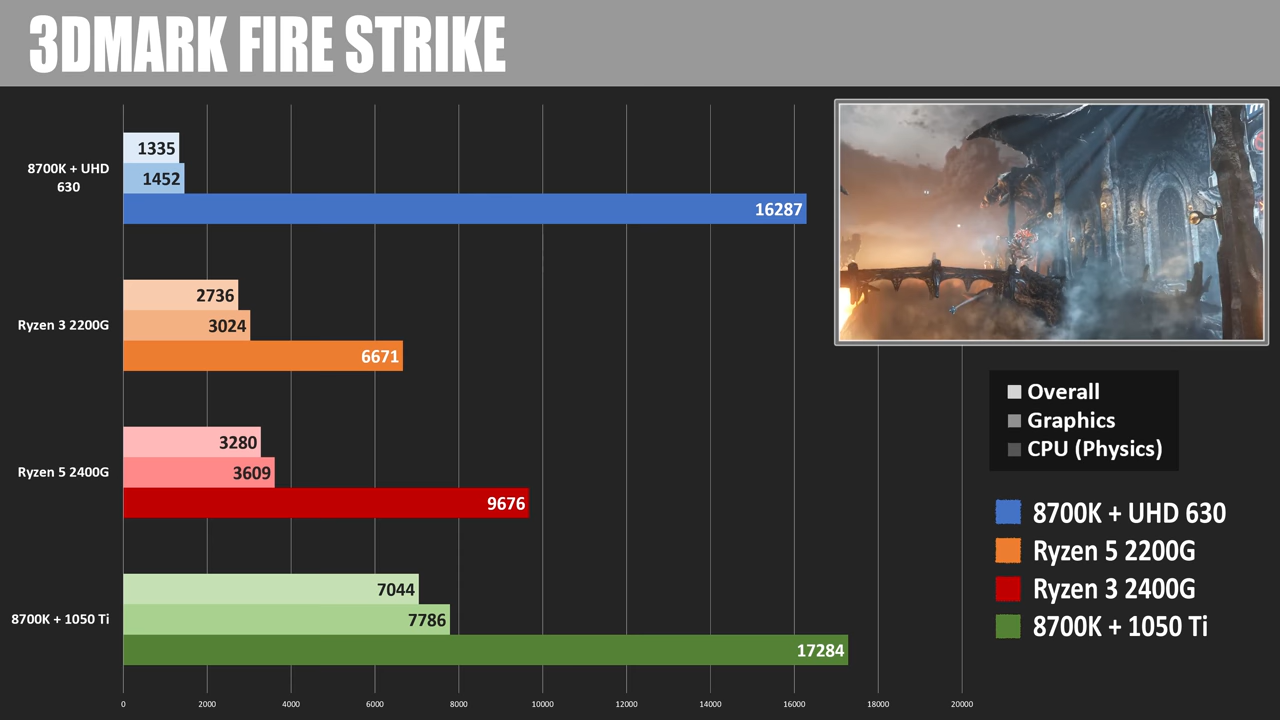 3DMARK FIRE STRIKE
8700K + UHD
630
1335
1452
16287
Ryzen 3 2200G
2736
3024
6671
Ryzen 5 2400G
3280
3609
9676
8700K + 1050 Ti
7044
7786
17284
0 2000 4000 6000 8000 10000 12000 14000 16000 18000 20000
Overall
Graphics
CPU (Physics)
8700K + UHD 630
Ryzen 5 2200G
Ryzen 3 2400G
8700K + 1050 Ti